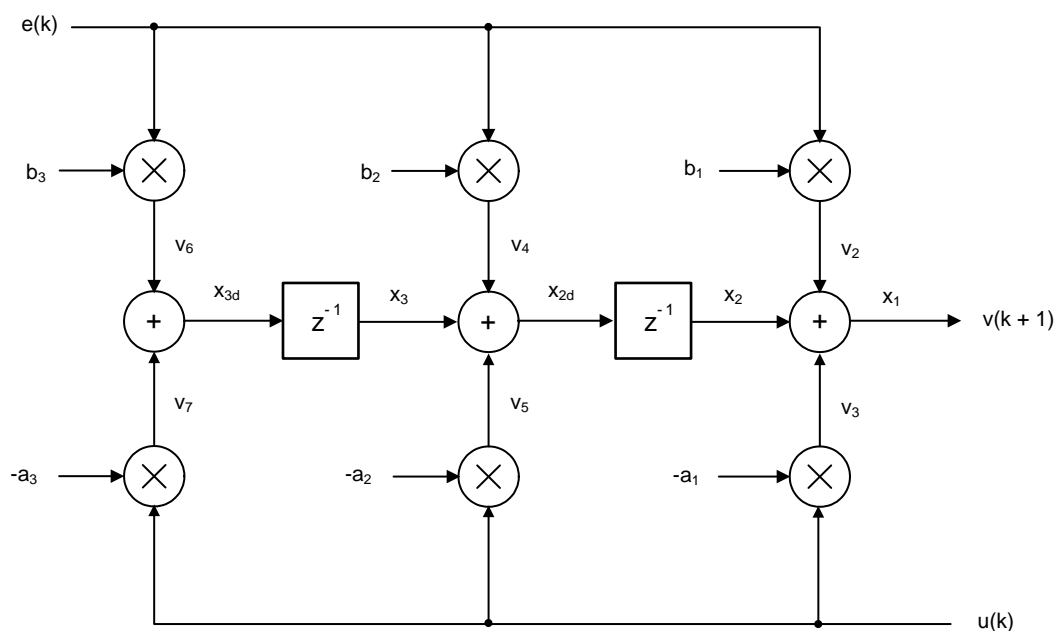 e(k)
b₃ b₂ b₁
v₆ v₄ v₂
x₃d z⁻¹ x₃ x₂d z⁻¹ x₂ x₁ v(k + 1)
+ + +
v₇ v₅ v₃
-a₃ -a₂ -a₁
u(k)